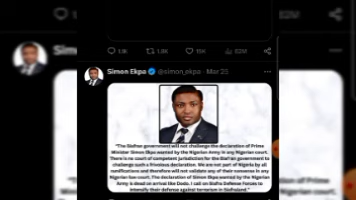 1.9K 1.8K 15K 822M
Simon Ekpa @simon_ekpa · Mar 25
"The Biafran government will not challenge the declaration of Prime
Minister Simon Ekpa wanted by the Nigerian Army in any Nigerian court.
There is no court of competent jurisdiction for the Biafran government to
challenge such a frivolous declaration. We are not part of Nigeria by all
ramifications and therefore will not validate any of their nonsense in any
Nigerian kangaroo court. The declaration of Simon Ekpa wanted by the Nigerian
Army is dead on arrival like Dodo. I call on Biafra Defense Forces to
intensify their defense against terrorism in Biafraland."